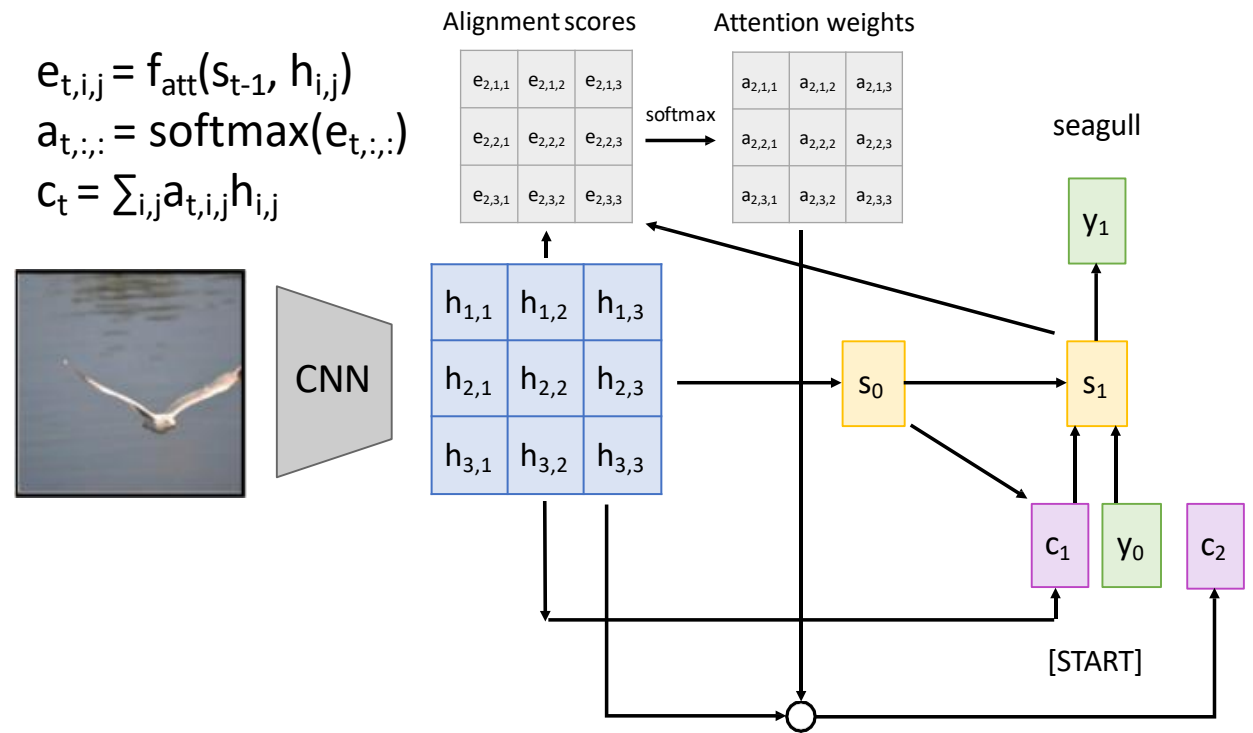 Alignment scores
Attention weights
e_{t,i,j} = f_{att}(s_{t-1}, h_{i,j})
a_{t,:,:} = softmax(e_{t,:,:})
c_t = ∑_{i,j}a_{t,i,j}h_{i,j}
e_{2,1,1} e_{2,1,2} e_{2,1,3}
e_{2,2,1} e_{2,2,2} e_{2,2,3}
e_{2,3,1} e_{2,3,2} e_{2,3,3}
softmax
a_{2,1,1} a_{2,1,2} a_{2,1,3}
a_{2,2,1} a_{2,2,2} a_{2,2,3}
a_{2,3,1} a_{2,3,2} a_{2,3,3}
seagull
y_1
CNN
h_{1,1} h_{1,2} h_{1,3}
h_{2,1} h_{2,2} h_{2,3}
h_{3,1} h_{3,2} h_{3,3}
s_0
s_1
c_1
y_0
c_2
[START]